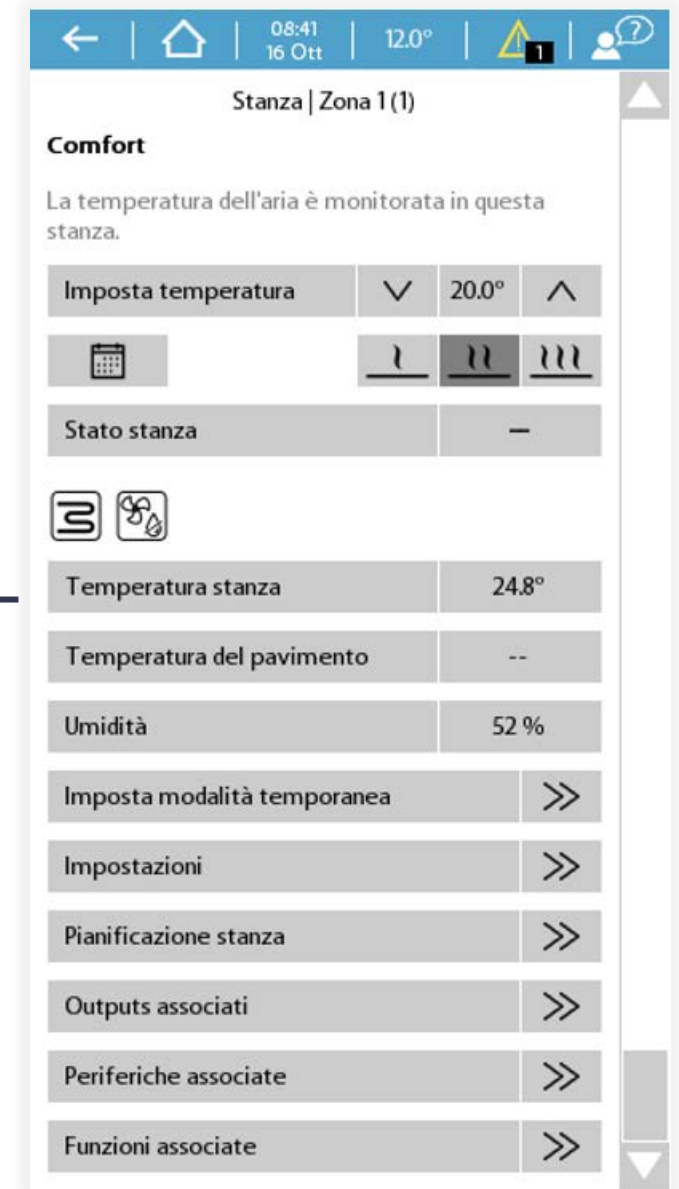 08:41
16 Ott
12.0°
1
?
Stanza | Zona 1 (1)
Comfort
La temperatura dell'aria è monitorata in questa
stanza.
Imposta temperatura 20.0°
Stato stanza –
Temperatura stanza 24.8°
Temperatura del pavimento --
Umidità 52 %
Imposta modalità temporanea >>
Impostazioni >>
Pianificazione stanza >>
Outputs associati >>
Periferiche associate >>
Funzioni associate >>